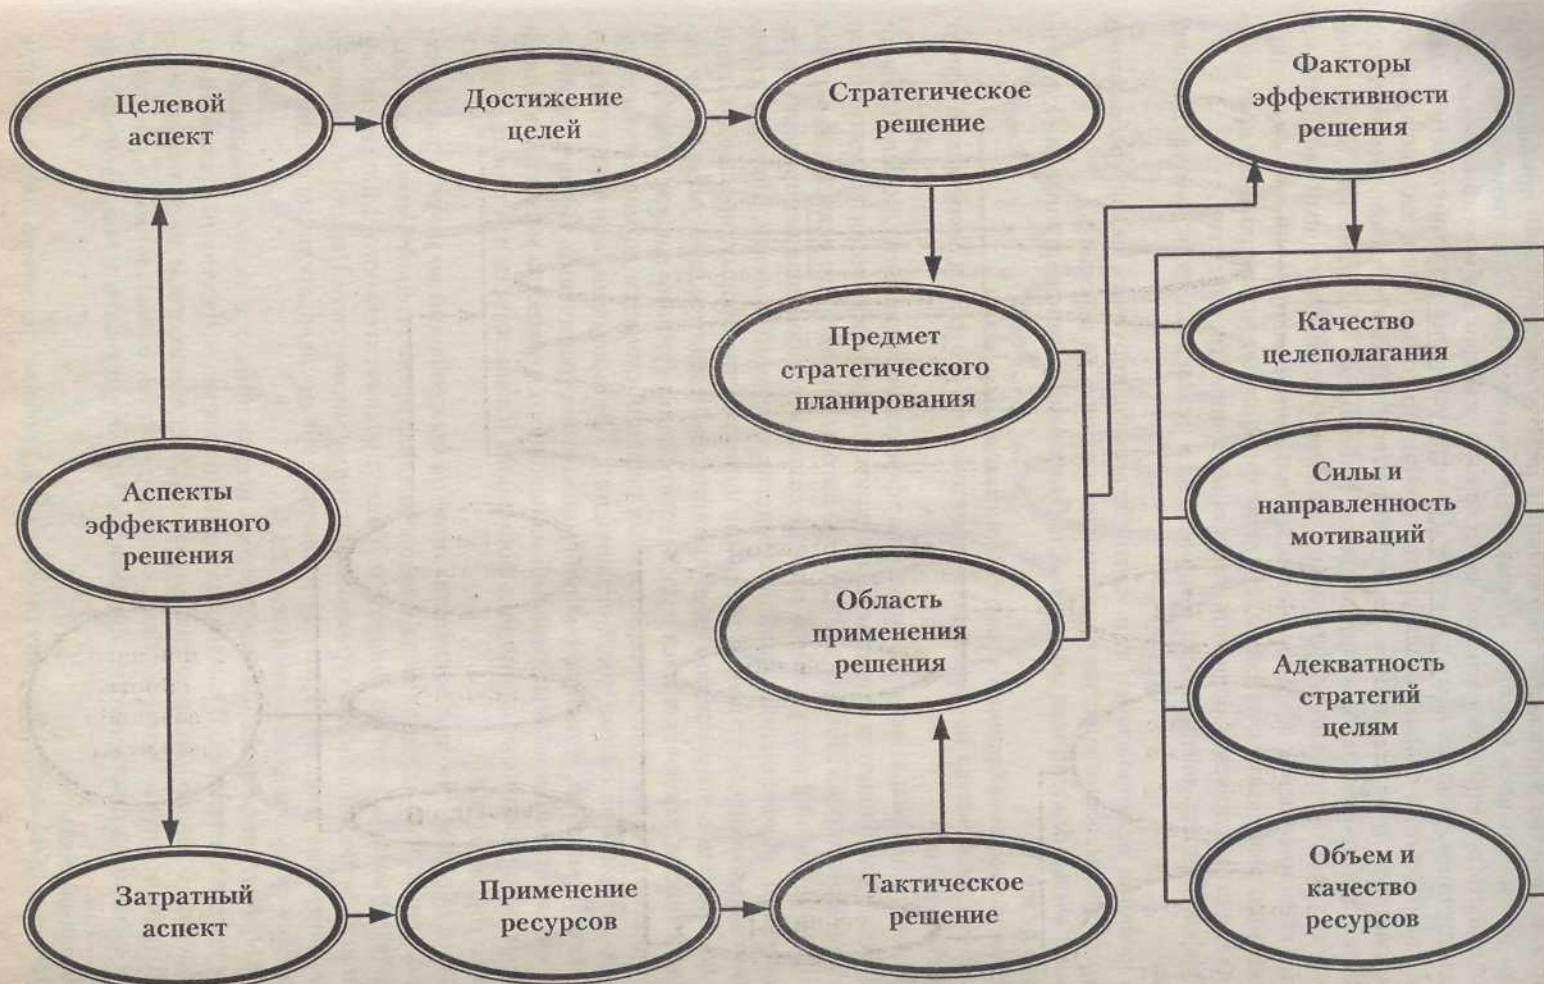 Целевой
аспект
Достижение
целей
Стратегическое
решение
Факторы
эффективности
решения
Предмет
стратегического
планирования
Качество
целеполагания
Аспекты
эффективного
решения
Силы и
направленность
мотиваций
Область
применения
решения
Адекватность
стратегий
целям
Затратный
аспект
Применение
ресурсов
Тактическое
решение
Объем и
качество
ресурсов